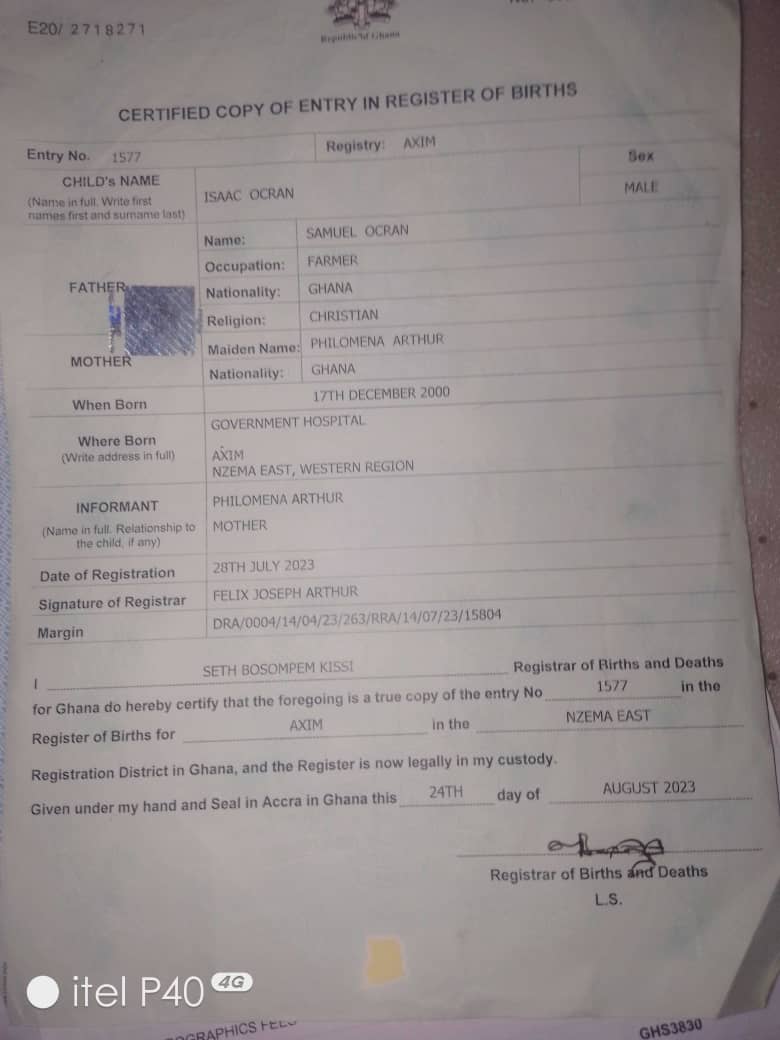 E20/ 2718271
Republic of Ghana
CERTIFIED COPY OF ENTRY IN REGISTER OF BIRTHS
Entry No. 1577 Registry: AXIM
CHILD's NAME
(Name in full. Write first names first and surname last)
ISAAC OCRAN
Sex
MALE
FATHER
Name: SAMUEL OCRAN
Occupation: FARMER
Nationality: GHANA
Religion: CHRISTIAN
MOTHER
Maiden Name: PHILOMENA ARTHUR
Nationality: GHANA
When Born 17TH DECEMBER 2000
Where Born
(Write address in full)
GOVERNMENT HOSPITAL
AXIM
NZEMA EAST, WESTERN REGION
INFORMANT
(Name in full. Relationship to the child, if any)
PHILOMENA ARTHUR
MOTHER
Date of Registration 28TH JULY 2023
Signature of Registrar FELIX JOSEPH ARTHUR
Margin DRA/0004/14/04/23/263/RRA/14/07/23/15804
I SETH BOSOMPEM KISSI Registrar of Births and Deaths
for Ghana do hereby certify that the foregoing is a true copy of the entry No 1577 in the
Register of Births for AXIM in the NZEMA EAST
Registration District in Ghana, and the Register is now legally in my custody.
Given under my hand and Seal in Accra in Ghana this 24TH day of AUGUST 2023
Registrar of Births and Deaths
L.S.
itel P40 4G
GHS3830